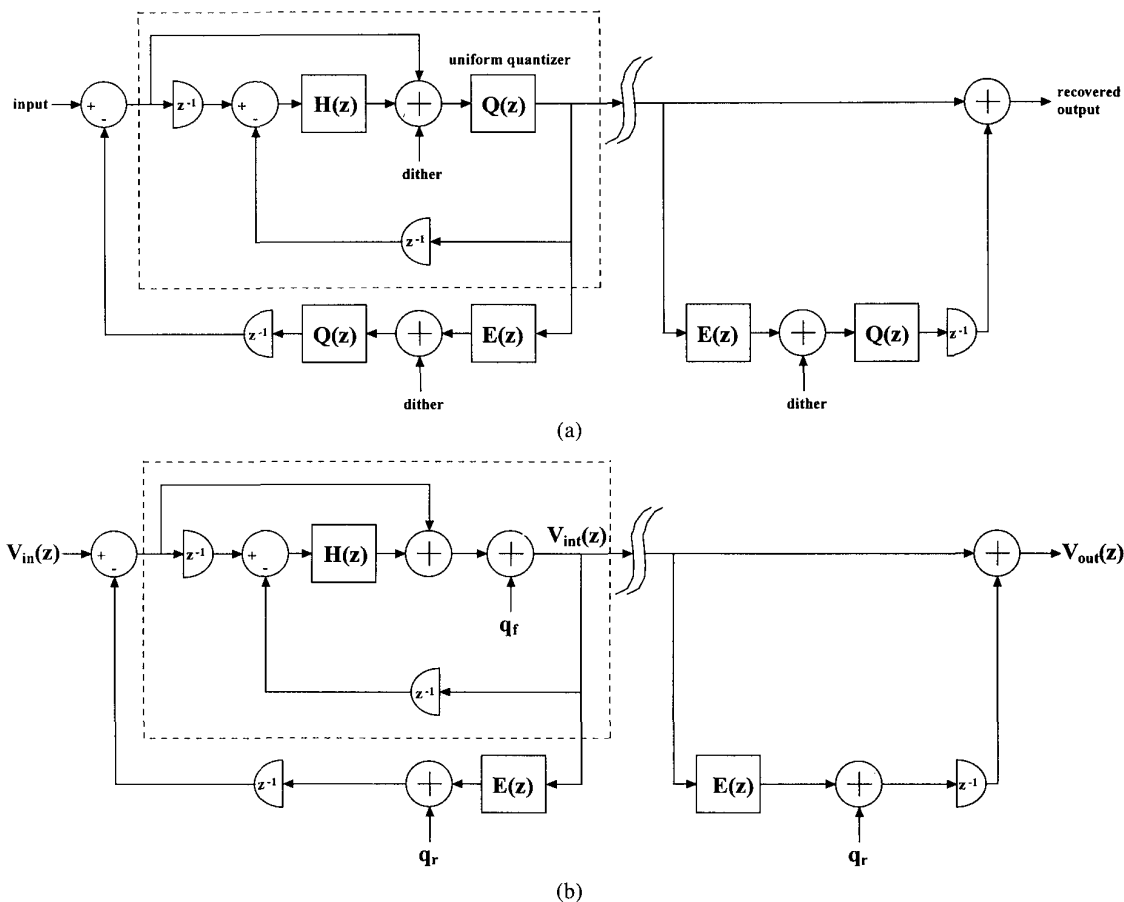 uniform quantizer
input
+
-
z⁻¹
+
-
H(z)
+
Q(z)
+
recovered
output
dither
z⁻¹
z⁻¹
Q(z)
+
E(z)
dither
E(z)
+
Q(z)
z⁻¹
dither
(a)
Vin(z)
+
-
z⁻¹
+
-
H(z)
+
+
Vint(z)
+
Vout(z)
qf
z⁻¹
z⁻¹
+
E(z)
qr
E(z)
+
z⁻¹
qr
(b)